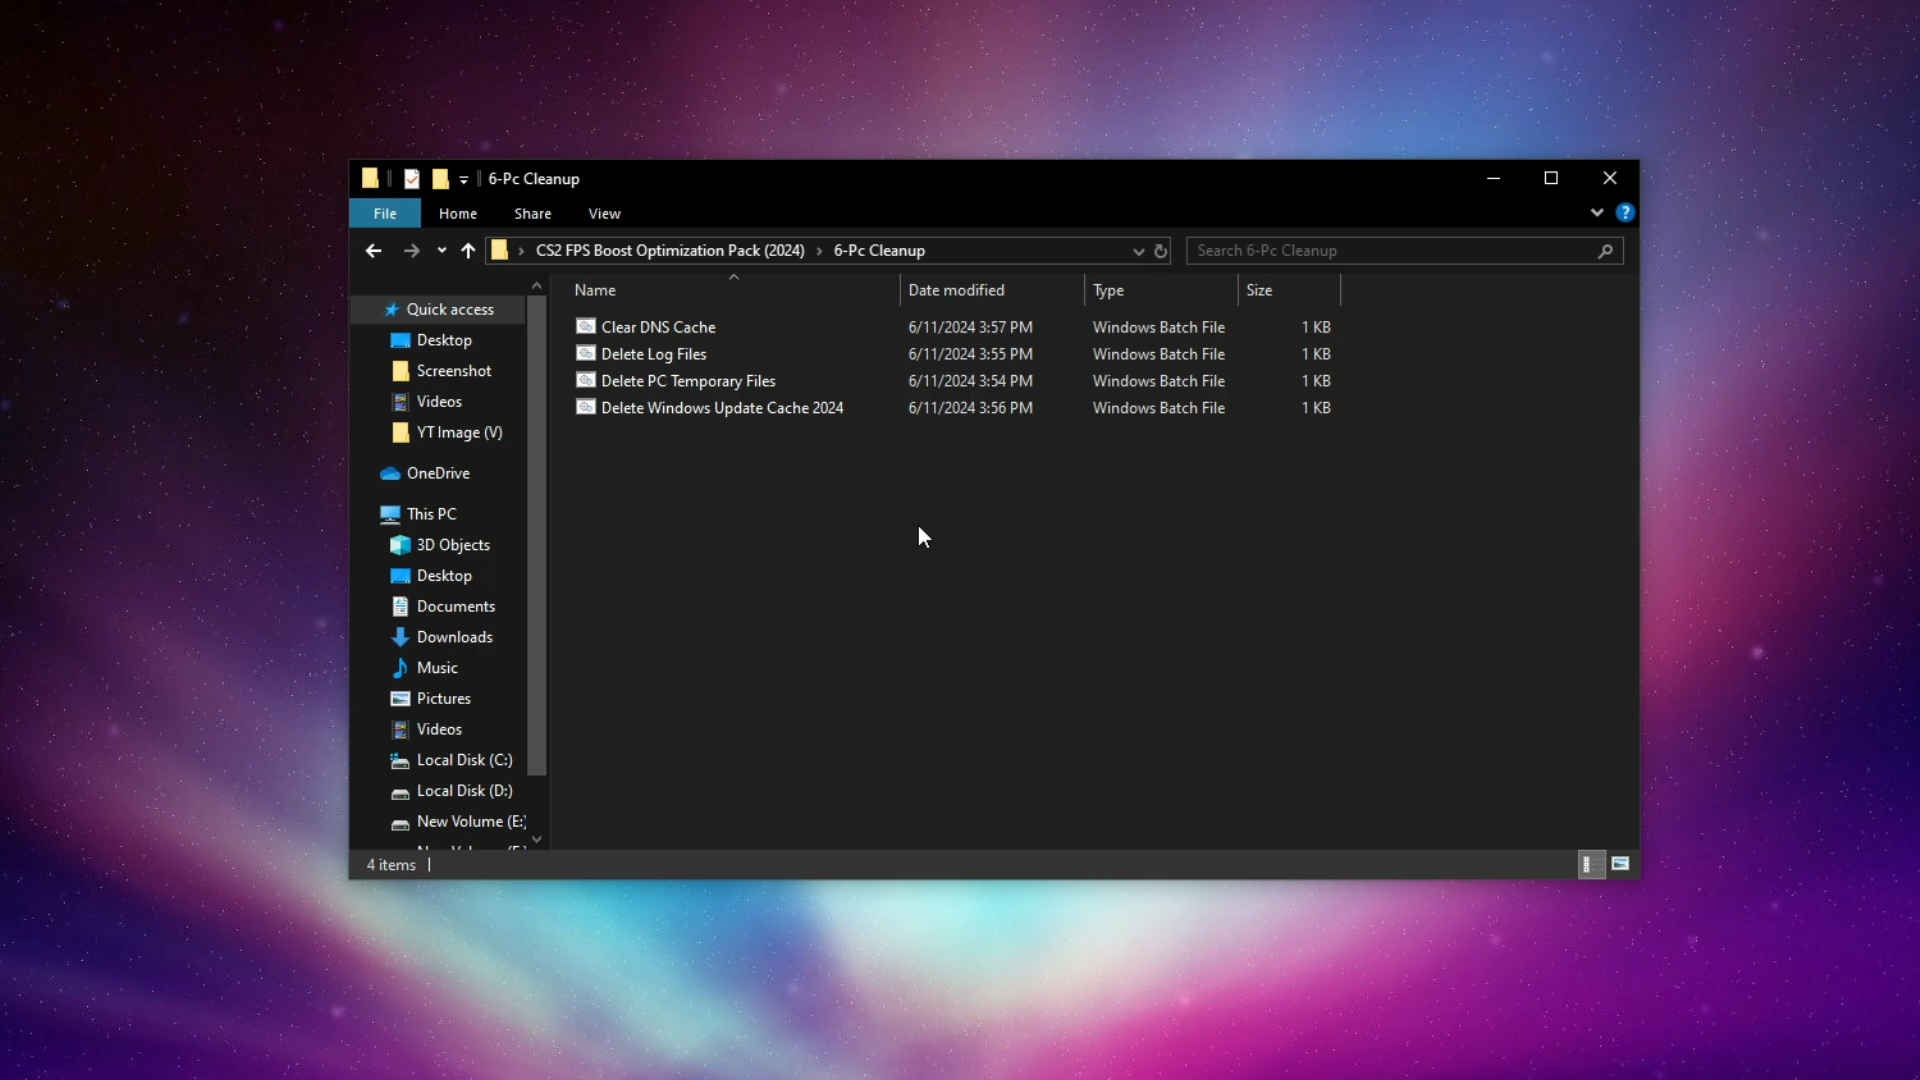 6-Pc Cleanup
File Home Share View
CS2 FPS Boost Optimization Pack (2024) › 6-Pc Cleanup
Search 6-Pc Cleanup
Name Date modified Type Size
Clear DNS Cache 6/11/2024 3:57 PM Windows Batch File 1 KB
Delete Log Files 6/11/2024 3:55 PM Windows Batch File 1 KB
Delete PC Temporary Files 6/11/2024 3:54 PM Windows Batch File 1 KB
Delete Windows Update Cache 2024 6/11/2024 3:56 PM Windows Batch File 1 KB
Quick access
Desktop
Screenshot
Videos
YT Image (V)
OneDrive
This PC
3D Objects
Desktop
Documents
Downloads
Music
Pictures
Videos
Local Disk (C:)
Local Disk (D:)
New Volume (E:)
4 items